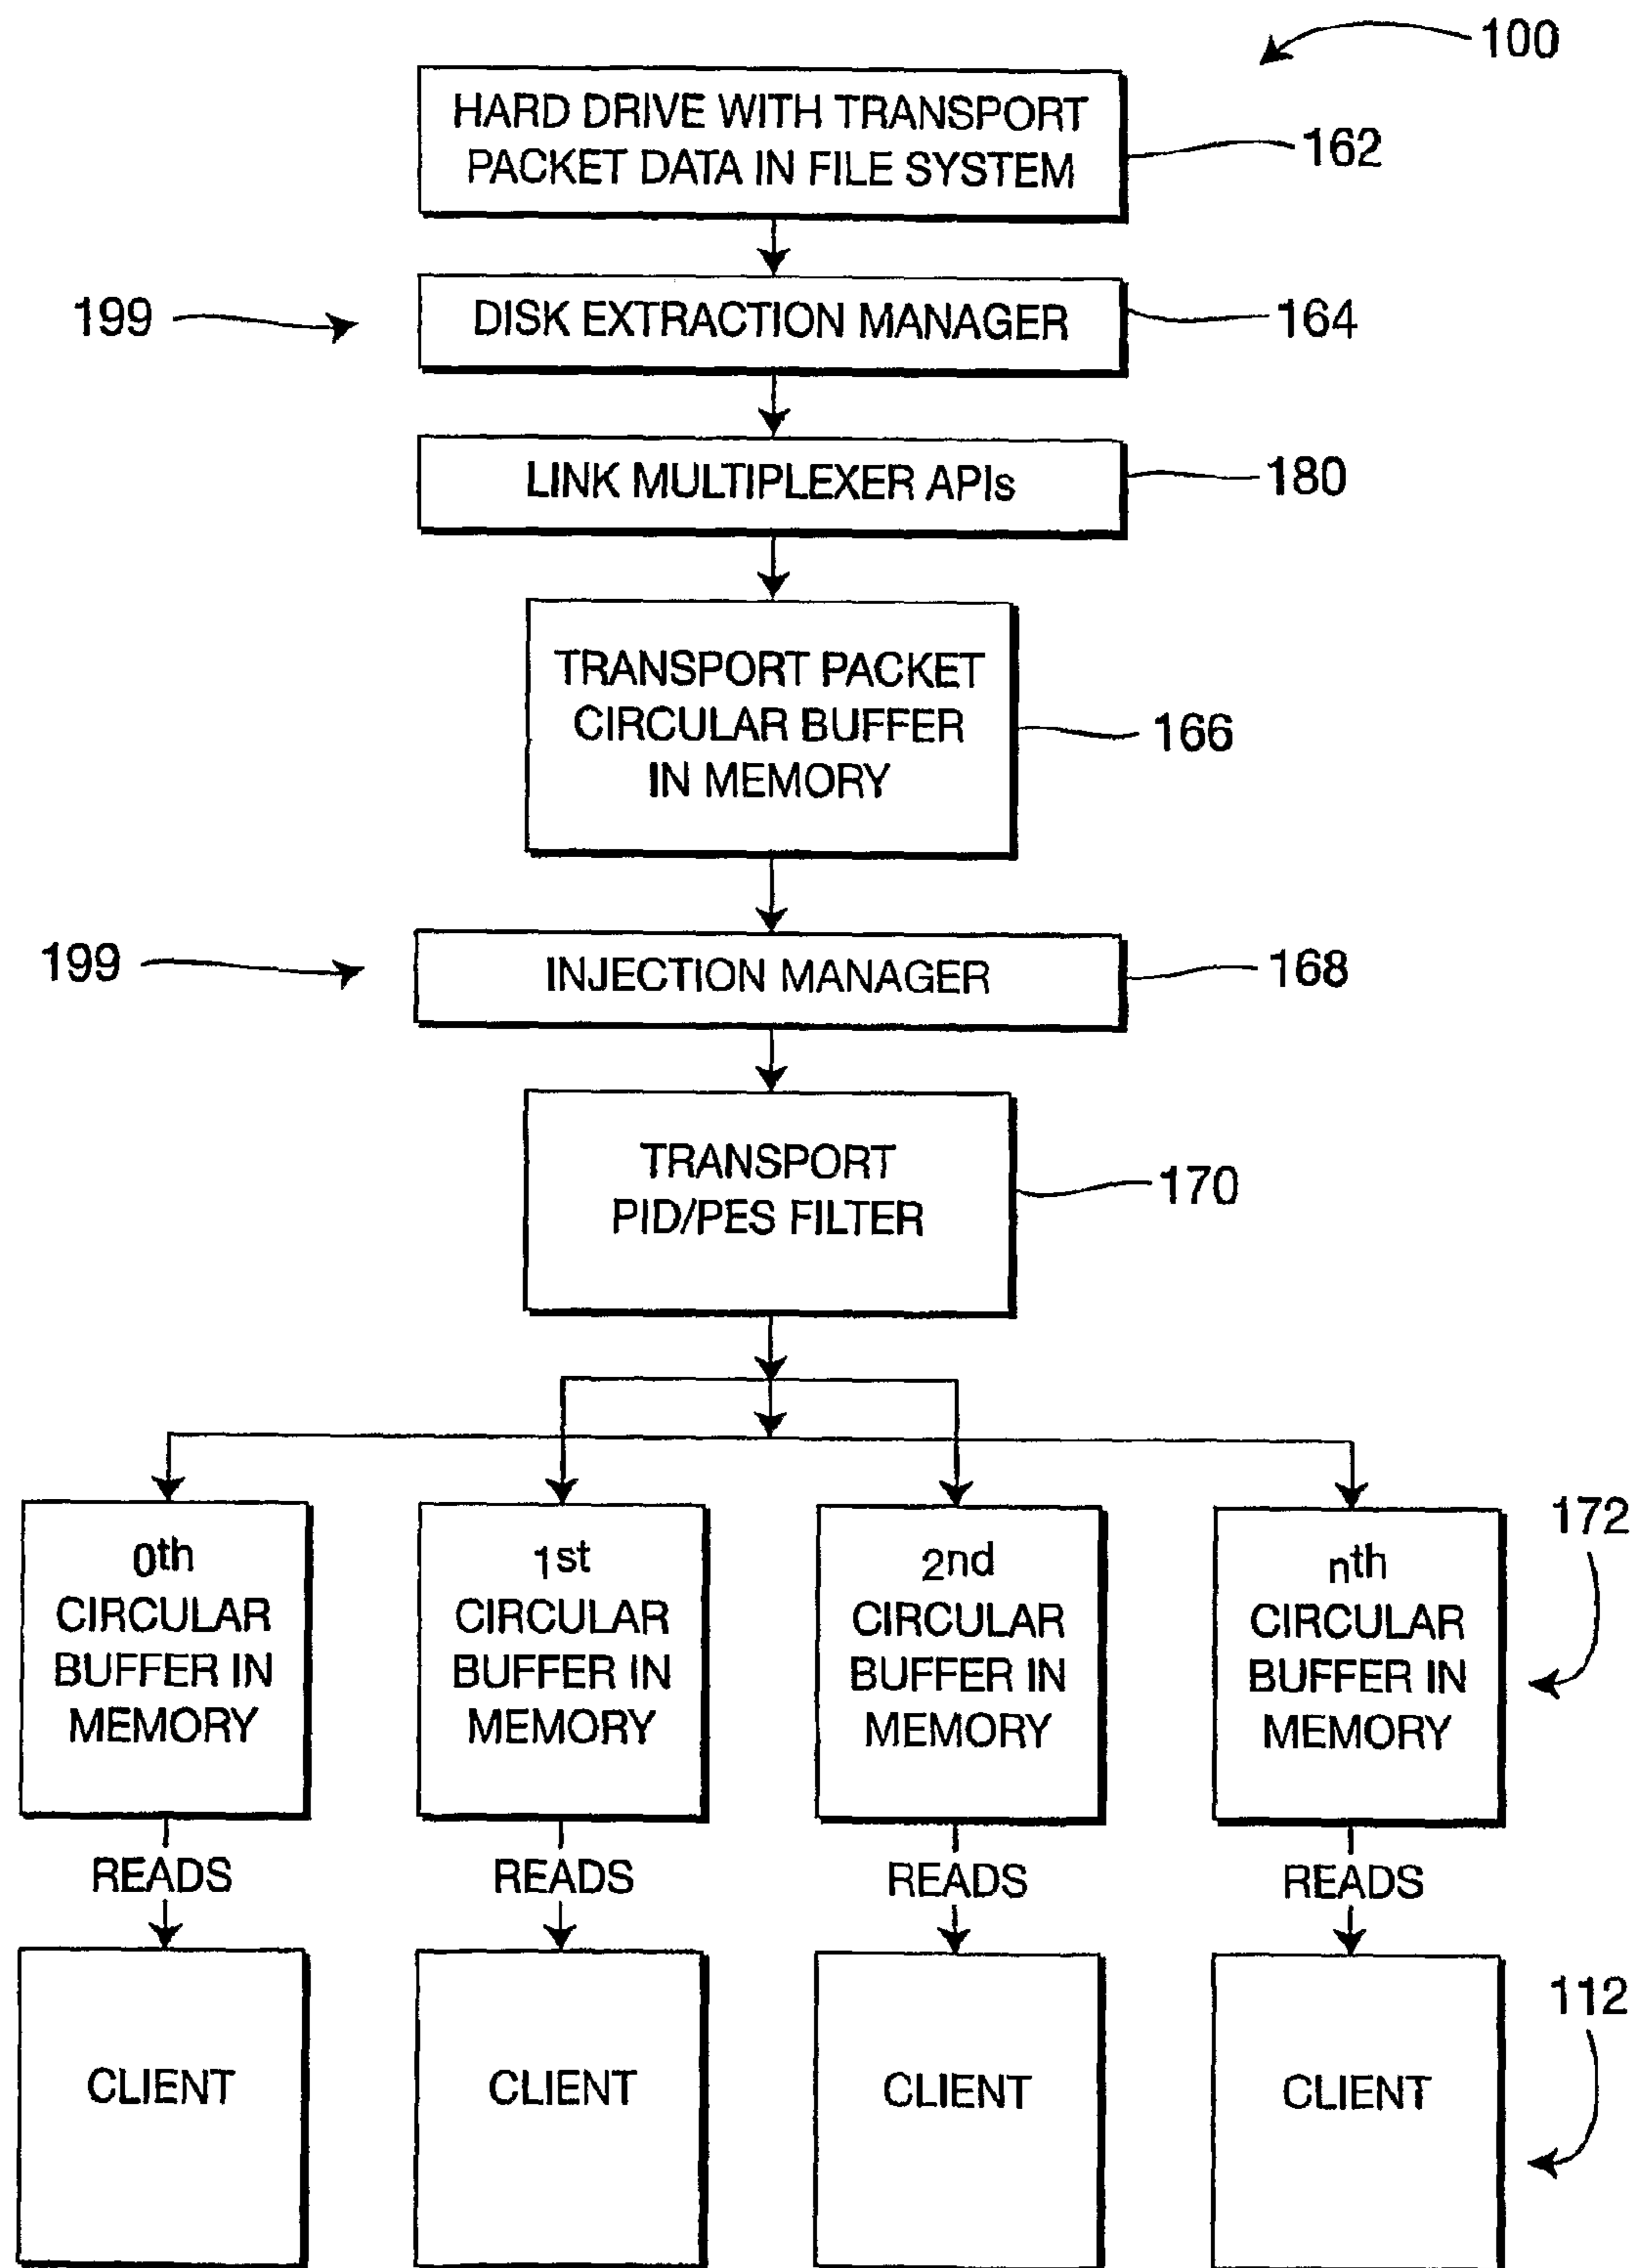 100
HARD DRIVE WITH TRANSPORT
PACKET DATA IN FILE SYSTEM
162
199
DISK EXTRACTION MANAGER
164
LINK MULTIPLEXER APIs
180
TRANSPORT PACKET
CIRCULAR BUFFER
IN MEMORY
166
199
INJECTION MANAGER
168
TRANSPORT
PID/PES FILTER
170
0th
CIRCULAR
BUFFER IN
MEMORY
1st
CIRCULAR
BUFFER IN
MEMORY
2nd
CIRCULAR
BUFFER IN
MEMORY
nth
CIRCULAR
BUFFER IN
MEMORY
172
READS
READS
READS
READS
CLIENT
CLIENT
CLIENT
CLIENT
112